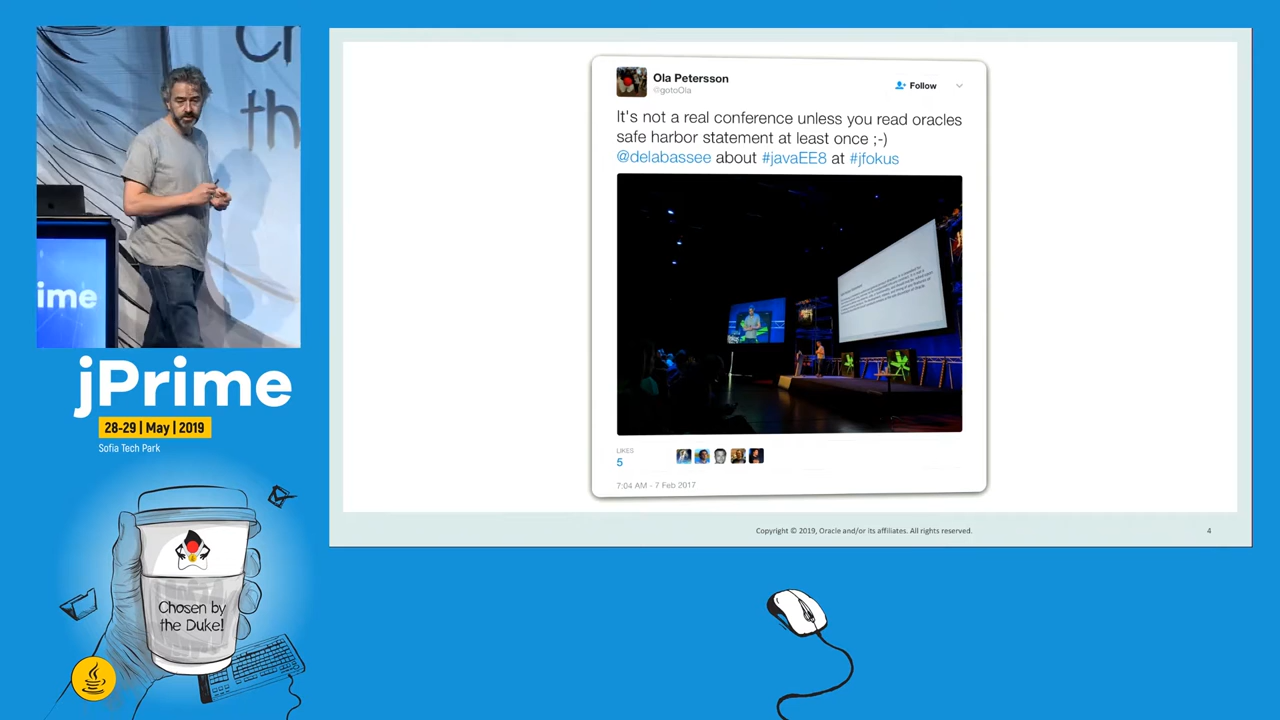 ime
jPrime
28-29 | May | 2019
Sofia Tech Park
Chosen by
the Duke!
Ola Petersson
@gotoOla
Follow
It's not a real conference unless you read oracles
safe harbor statement at least once ;-)
@delabassee about #javaEE8 at #jfokus
LIKES
5
7:04 AM - 7 Feb 2017
Copyright © 2019, Oracle and/or its affiliates. All rights reserved.
4